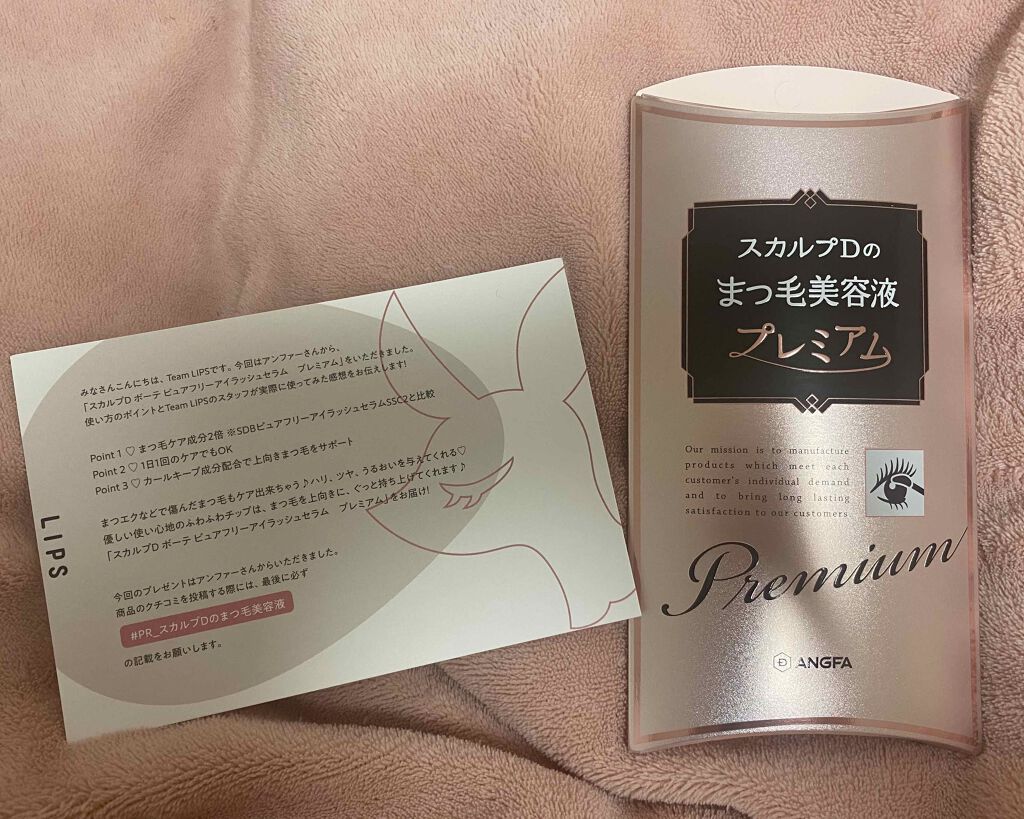 みなさんこんにちは、Team LIPSです。今回はアンファーさんから、
「スカルプD ボーテ ピュアフリーアイラッシュセラム プレミアム」をいただきました。
使い方のポイントとTeam LIPSのスタッフが実際に使ってみた感想をお伝えします!
Point 1 ♡ まつ毛ケア成分2倍 ※SDBピュアフリーアイラッシュセラムSSC2と比較
Point 2 ♡ 1日1回のケアでもOK
Point 3 ♡ カールキープ成分配合で上向きまつ毛をサポート
まつエクなどで傷んだまつ毛もケア出来ちゃう♪ハリ、ツヤ、うるおいを与えてくれる♡
優しい使い心地のふわふわチップは、まつ毛を上向きに、ぐっと持ち上げてくれます♪
「スカルプD ボーテ ピュアフリーアイラッシュセラム プレミアム」をお届け!
今回のプレゼントはアンファーさんからいただきました。
商品のクチコミを投稿する際には、最後に必ず
#PR_スカルプDのまつ毛美容液
の記載をお願いします。
LIPS
スカルプDの
まつ毛美容液
プレミアム
Our mission is to manufacture
products which meet each
customer's individual demand
and to bring long lasting
satisfaction to our customers.
Premium
ANGFA